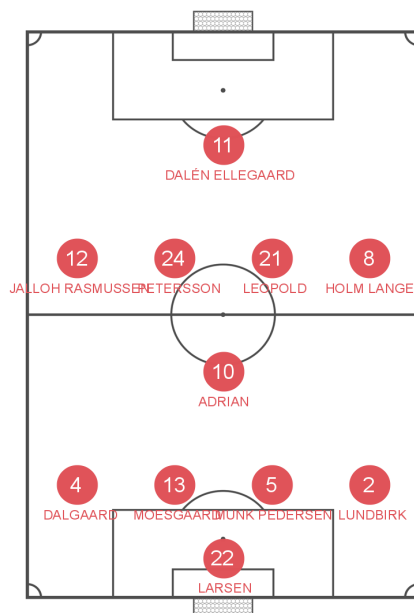 11
DALÉN ELLEGAARD
12 24 21 8
JALLOH RASMUSSEN PETERSSON LEOPOLD HOLM LANGE
10
ADRIAN
4 13 5 2
DALGAARD MOESGAARD MUNK PEDERSEN LUNDBIRK
22
LARSEN